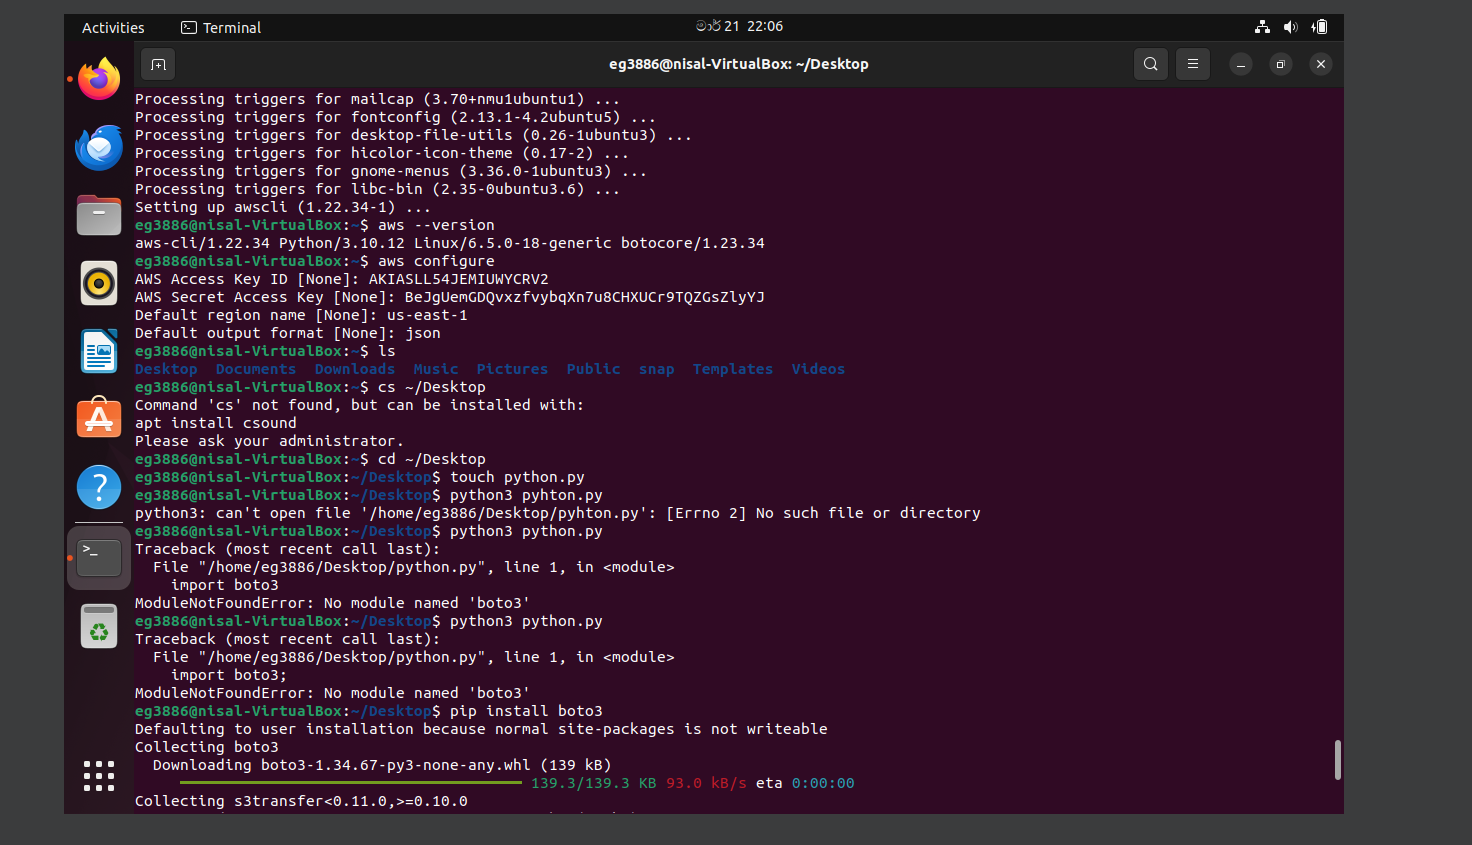 Activities
Terminal
මාර් 21 22:06
eg3886@nisal-VirtualBox: ~/Desktop
Processing triggers for mailcap (3.70+nmu1ubuntu1) ...
Processing triggers for fontconfig (2.13.1-4.2ubuntu5) ...
Processing triggers for desktop-file-utils (0.26-1ubuntu3) ...
Processing triggers for hicolor-icon-theme (0.17-2) ...
Processing triggers for gnome-menus (3.36.0-1ubuntu3) ...
Processing triggers for libc-bin (2.35-0ubuntu3.6) ...
Setting up awscli (1.22.34-1) ...
eg3886@nisal-VirtualBox:~$ aws --version
aws-cli/1.22.34 Python/3.10.12 Linux/6.5.0-18-generic botocore/1.23.34
eg3886@nisal-VirtualBox:~$ aws configure
AWS Access Key ID [None]: AKIASLL54JEMIUWYCRV2
AWS Secret Access Key [None]: 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
Default region name [None]: us-east-1
Default output format [None]: json
eg3886@nisal-VirtualBox:~$ ls
Desktop  Documents  Downloads  Music  Pictures  Public  snap  Templates  Videos
eg3886@nisal-VirtualBox:~$ cs ~/Desktop
Command 'cs' not found, but can be installed with:
apt install csound
Please ask your administrator.
eg3886@nisal-VirtualBox:~$ cd ~/Desktop
eg3886@nisal-VirtualBox:~/Desktop$ touch python.py
eg3886@nisal-VirtualBox:~/Desktop$ python3 pyhton.py
python3: can't open file '/home/eg3886/Desktop/pyhton.py': [Errno 2] No such file or directory
eg3886@nisal-VirtualBox:~/Desktop$ python3 python.py
Traceback (most recent call last):
  File "/home/eg3886/Desktop/python.py", line 1, in <module>
    import boto3
ModuleNotFoundError: No module named 'boto3'
eg3886@nisal-VirtualBox:~/Desktop$ python3 python.py
Traceback (most recent call last):
  File "/home/eg3886/Desktop/python.py", line 1, in <module>
    import boto3;
ModuleNotFoundError: No module named 'boto3'
eg3886@nisal-VirtualBox:~/Desktop$ pip install boto3
Defaulting to user installation because normal site-packages is not writeable
Collecting boto3
  Downloading boto3-1.34.67-py3-none-any.whl (139 kB)
139.3/139.3 KB 93.0 kB/s eta 0:00:00
Collecting s3transfer<0.11.0,>=0.10.0